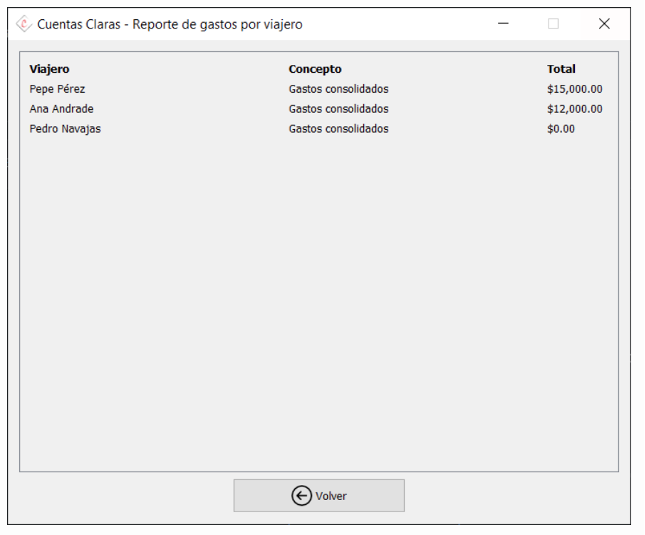 Cuentas Claras - Reporte de gastos por viajero
Viajero Concepto Total
Pepe Pérez Gastos consolidados $15,000.00
Ana Andrade Gastos consolidados $12,000.00
Pedro Navajas Gastos consolidados $0.00
Volver